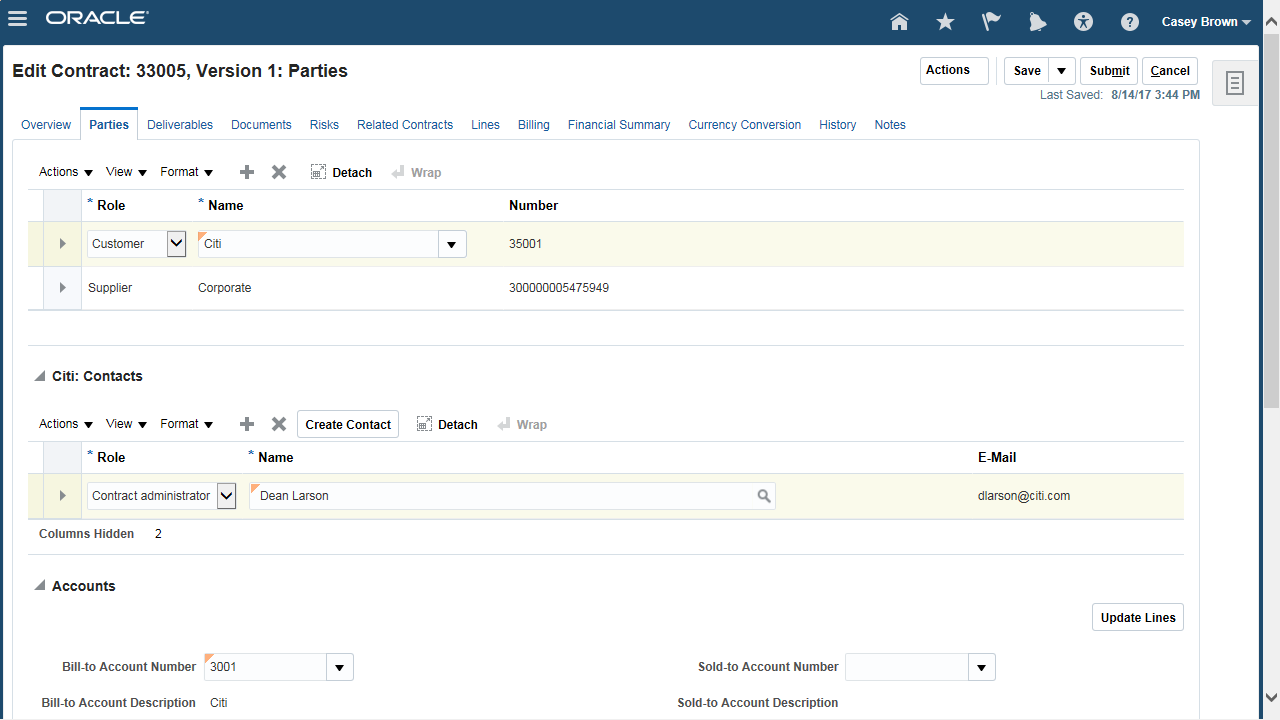 ORACLE®
Casey Brown
Edit Contract: 33005, Version 1: Parties
Actions Save Submit Cancel
Last Saved: 8/14/17 3:44 PM
Overview Parties Deliverables Documents Risks Related Contracts Lines Billing Financial Summary Currency Conversion History Notes
Actions View Format Detach Wrap
* Role * Name Number
Customer Citi 35001
Supplier Corporate 300000005475949
Citi: Contacts
Actions View Format Create Contact Detach Wrap
* Role * Name E-Mail
Contract administrator Dean Larson dlarson@citi.com
Columns Hidden 2
Accounts
Update Lines
Bill-to Account Number 3001 Sold-to Account Number
Bill-to Account Description Citi Sold-to Account Description